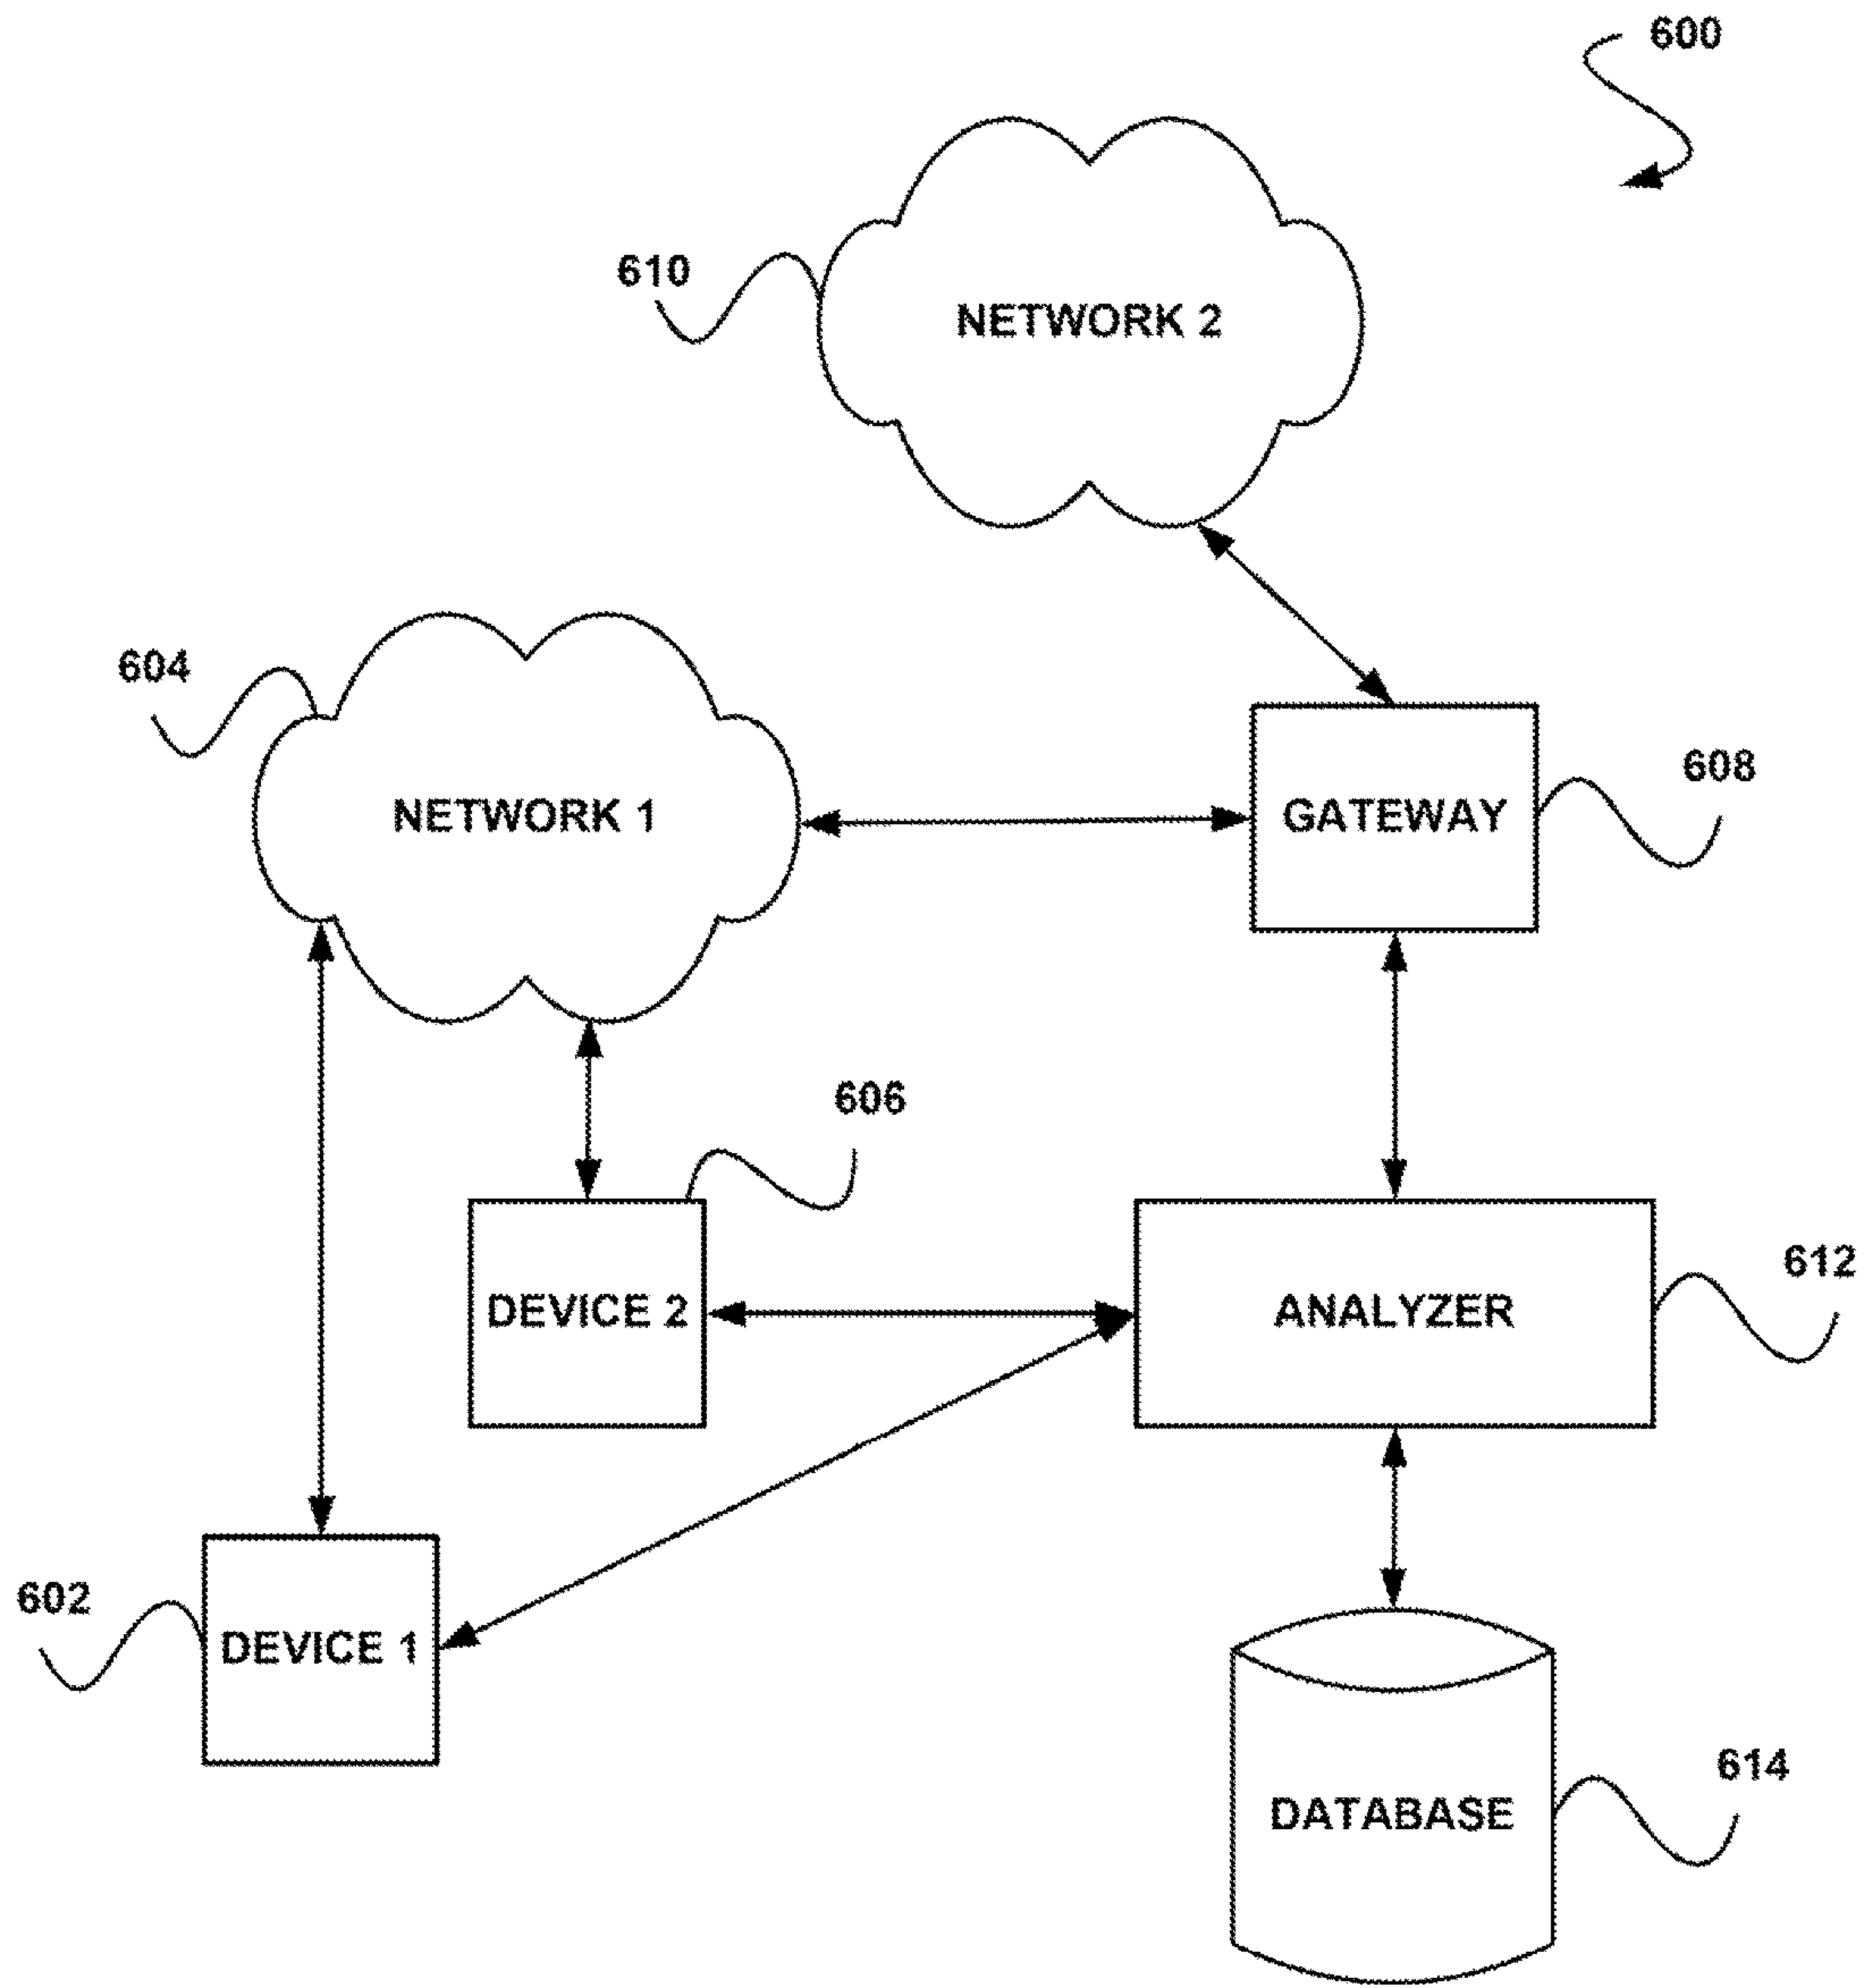 600
610
NETWORK 2
604
NETWORK 1
608
GATEWAY
606
DEVICE 2
612
ANALYZER
602
DEVICE 1
614
DATABASE